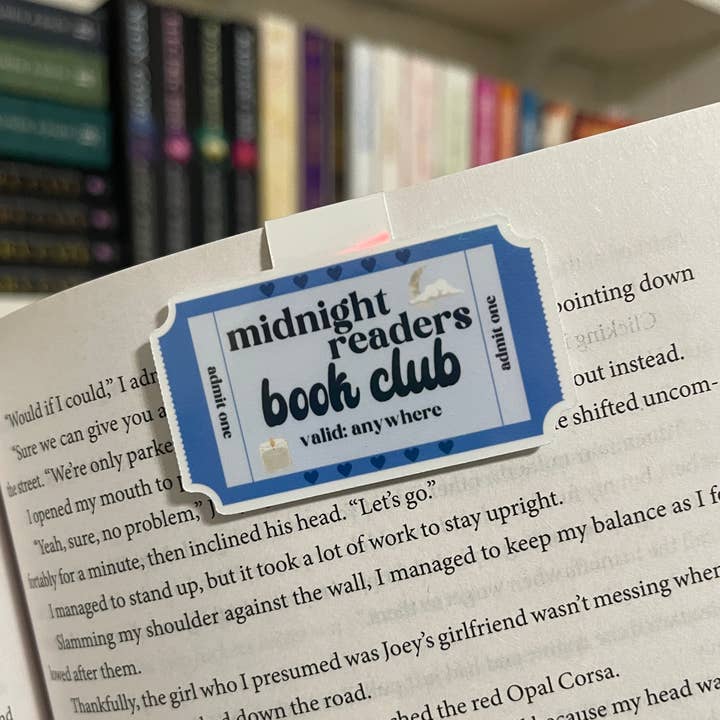 midnight
readers
book club
valid: anywhere
admit one
admit one
"Would if I could," I adm
pointing down
"Sure we can give you a
the street. "We're only parke
out instead.
I opened my mouth to
e shifted uncom-
"Yeah, sure, no problem,"
fortably for a minute, then inclined his head. "Let's go."
I managed to stand up, but it took a lot of work to stay upright.
Slamming my shoulder against the wall, I managed to keep my balance as I fo
lowed after them.
Thankfully, the girl who I presumed was Joey's girlfriend wasn't messing when
down the road.
the red Opal Corsa.
because my head wa